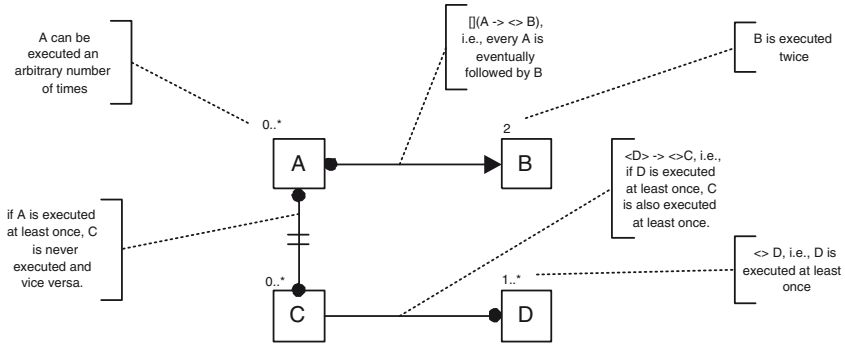 A can be
executed an
arbitrary number
of times
[](A -> <> B),
i.e., every A is
eventually
followed by B
B is executed
twice
0..*
A
2
B
<D> -> <>C, i.e.,
if D is executed
at least once, C
is also executed
at least once.
if A is executed
at least once, C
is never
executed and
vice versa.
<> D, i.e., D is
executed at least
once
0..*
C
1..*
D